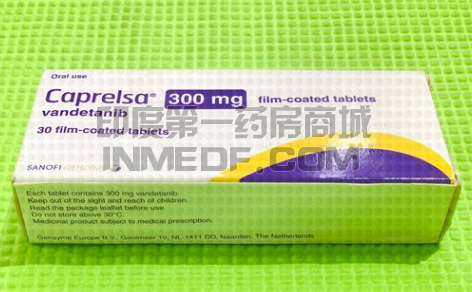 Oral use
Caprelsa® 300 mg film-coated tablets
vandetanib
30 film-coated tablets
印度第一药房商城
INMEDF.COM
SANOFI GENZYME
Each tablet contains 300 mg vandetanib.
Keep out of the sight and reach of children.
Read the package leaflet before use.
Do not store above 30°C.
Medicinal product subject to medical prescription.
Genzyme Europe B.V., Gooimeer 10, NL-1411 DD, Naarden, The Netherlands